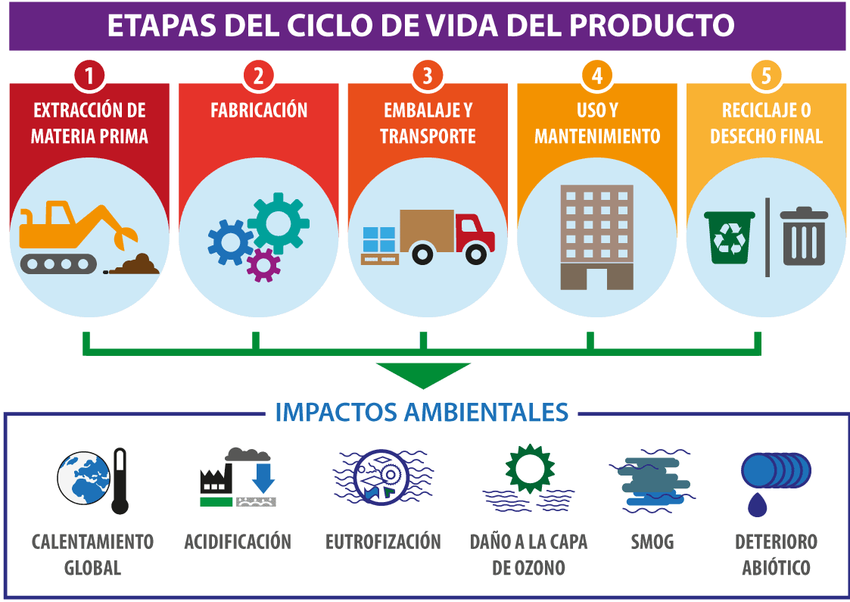 ETAPAS DEL CICLO DE VIDA DEL PRODUCTO
1
EXTRACCIÓN DE
MATERIA PRIMA
2
FABRICACIÓN
3
EMBALAJE Y
TRANSPORTE
4
USO Y
MANTENIMIENTO
5
RECICLAJE O
DESECHO FINAL
IMPACTOS AMBIENTALES
CALENTAMIENTO
GLOBAL
ACIDIFICACIÓN
EUTROFIZACIÓN
DAÑO A LA CAPA
DE OZONO
SMOG
DETERIORO
ABIÓTICO